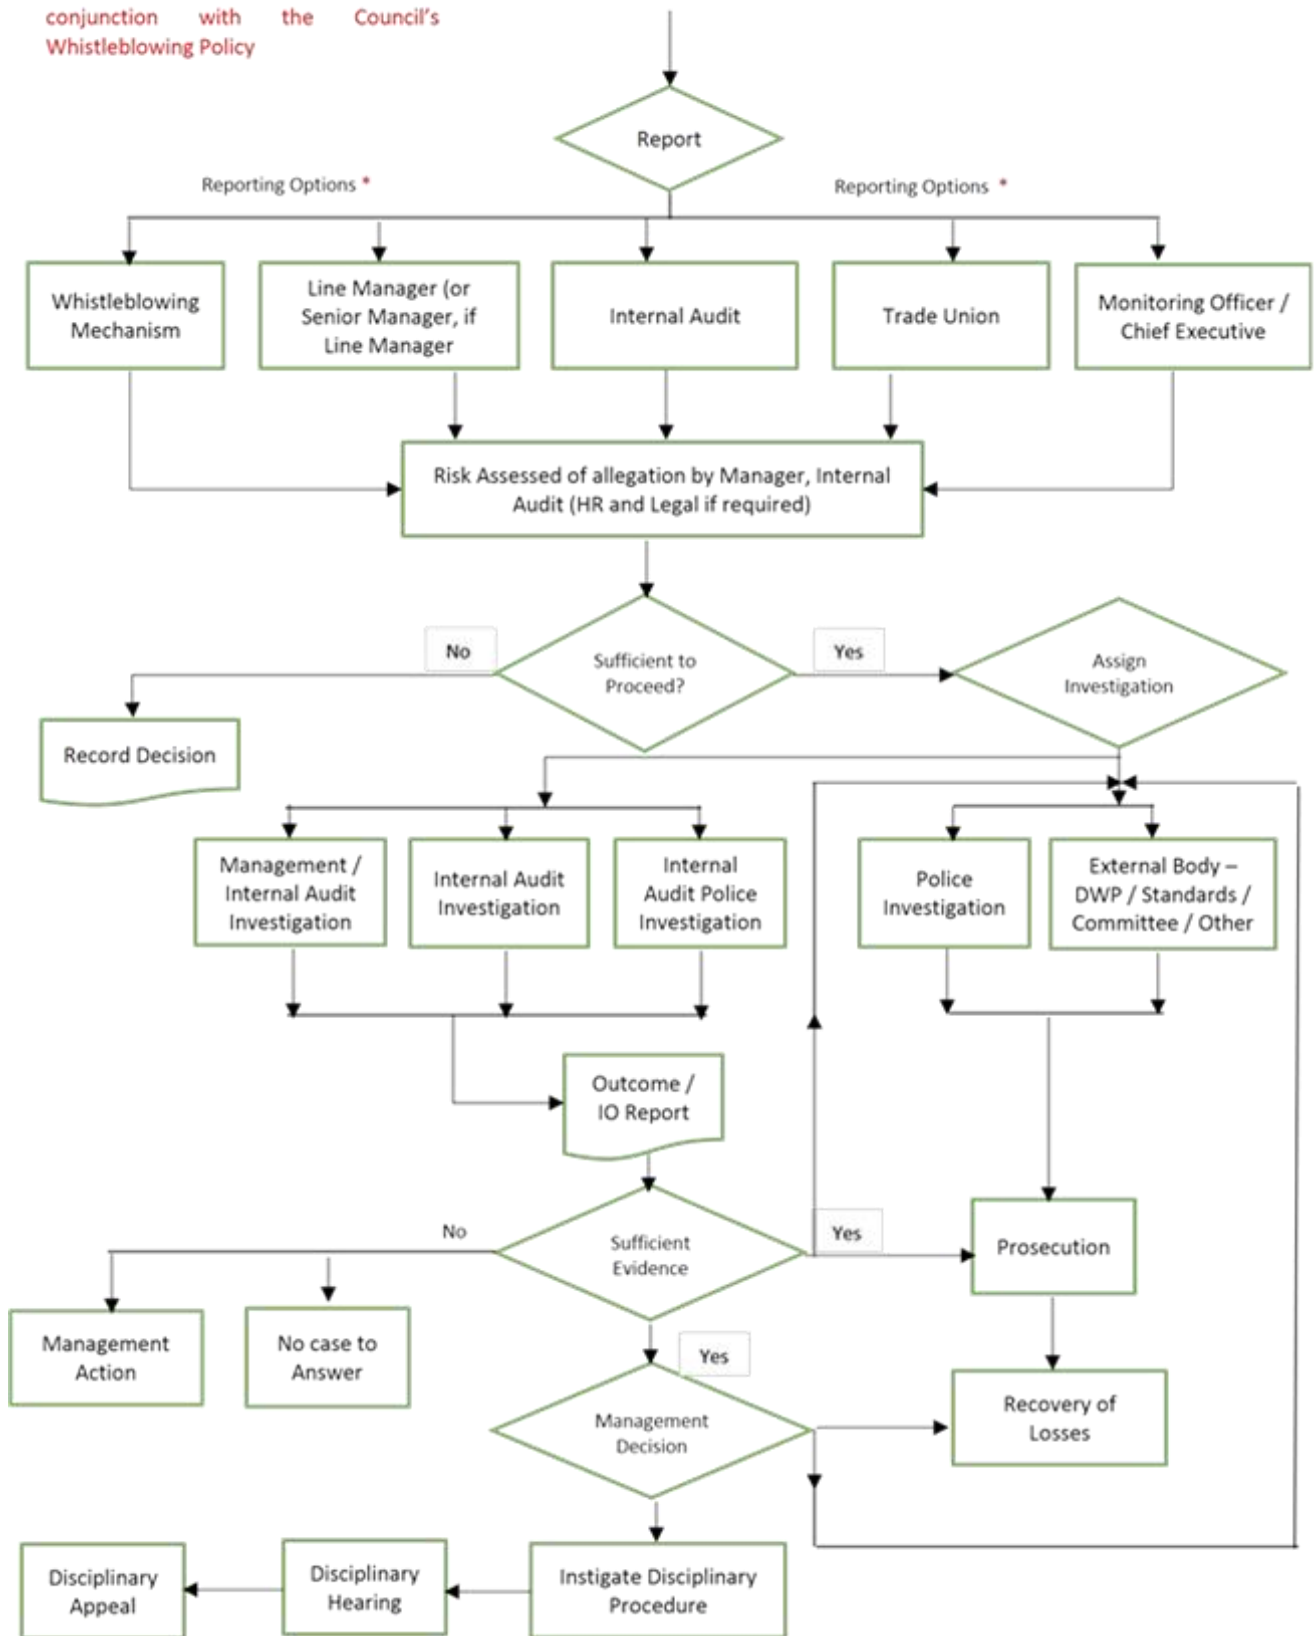 conjunction with the Council's
Whistleblowing Policy
Report
Reporting Options *
Reporting Options *
Whistleblowing
Mechanism
Line Manager (or
Senior Manager, if
Line Manager
Internal Audit
Trade Union
Monitoring Officer /
Chief Executive
Risk Assessed of allegation by Manager, Internal
Audit (HR and Legal if required)
No
Sufficient to
Proceed?
Yes
Assign
Investigation
Record Decision
Management /
Internal Audit
Investigation
Internal Audit
Investigation
Internal
Audit Police
Investigation
Police
Investigation
External Body –
DWP / Standards /
Committee / Other
Outcome /
IO Report
No
Sufficient
Evidence
Yes
Prosecution
Management
Action
No case to
Answer
Yes
Management
Decision
Recovery of
Losses
Disciplinary
Appeal
Disciplinary
Hearing
Instigate Disciplinary
Procedure